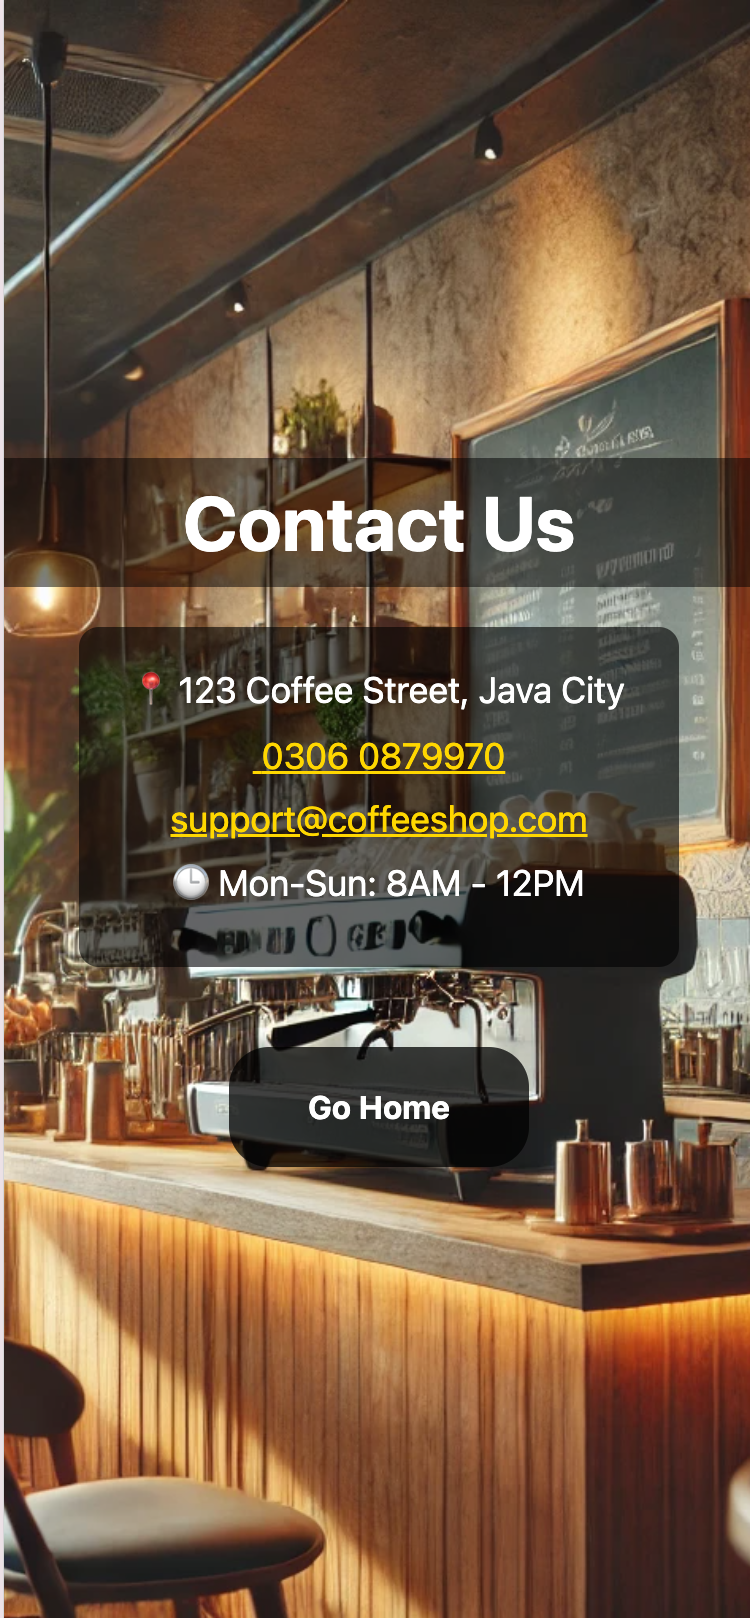 Contact Us
📍 123 Coffee Street, Java City
0306 0879970
support@coffeeshop.com
🕒 Mon-Sun: 8AM - 12PM
Go Home